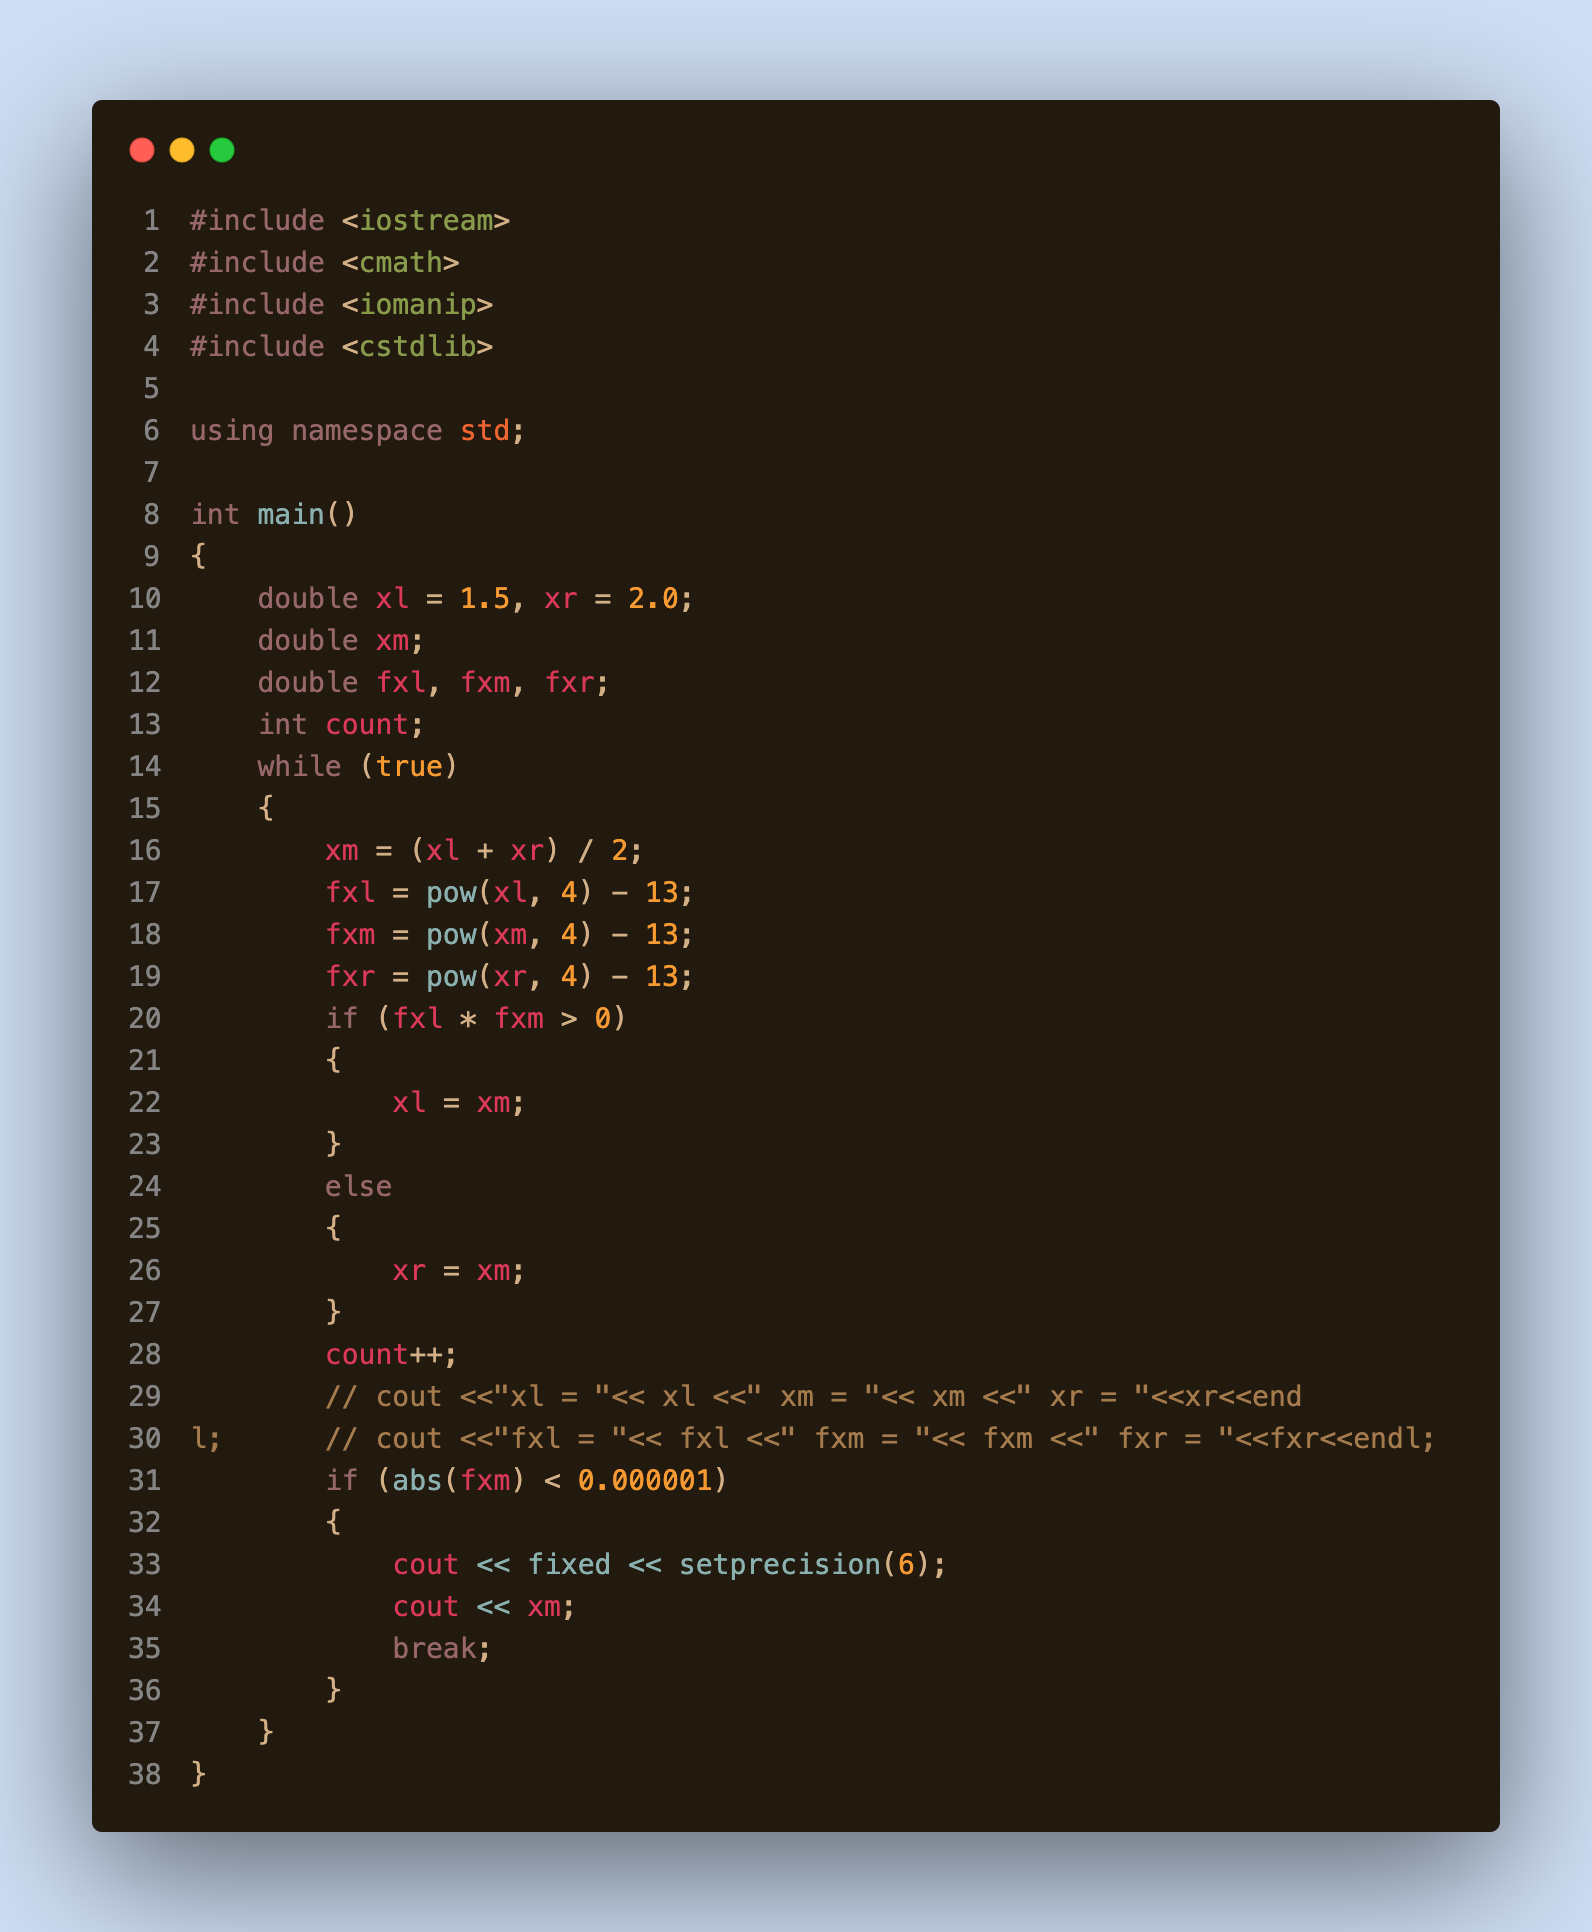 1 #include <iostream>
2 #include <cmath>
3 #include <iomanip>
4 #include <cstdlib>
5
6 using namespace std;
7
8 int main()
9 {
10     double xl = 1.5, xr = 2.0;
11     double xm;
12     double fxl, fxm, fxr;
13     int count;
14     while (true)
15     {
16         xm = (xl + xr) / 2;
17         fxl = pow(xl, 4) - 13;
18         fxm = pow(xm, 4) - 13;
19         fxr = pow(xr, 4) - 13;
20         if (fxl * fxm > 0)
21         {
22             xl = xm;
23         }
24         else
25         {
26             xr = xm;
27         }
28         count++;
29         // cout <<"xl = "<< xl <<" xm = "<< xm <<" xr = "<<xr<<end
30 l;      // cout <<"fxl = "<< fxl <<" fxm = "<< fxm <<" fxr = "<<fxr<<endl;
31         if (abs(fxm) < 0.000001)
32         {
33             cout << fixed << setprecision(6);
34             cout << xm;
35             break;
36         }
37     }
38 }